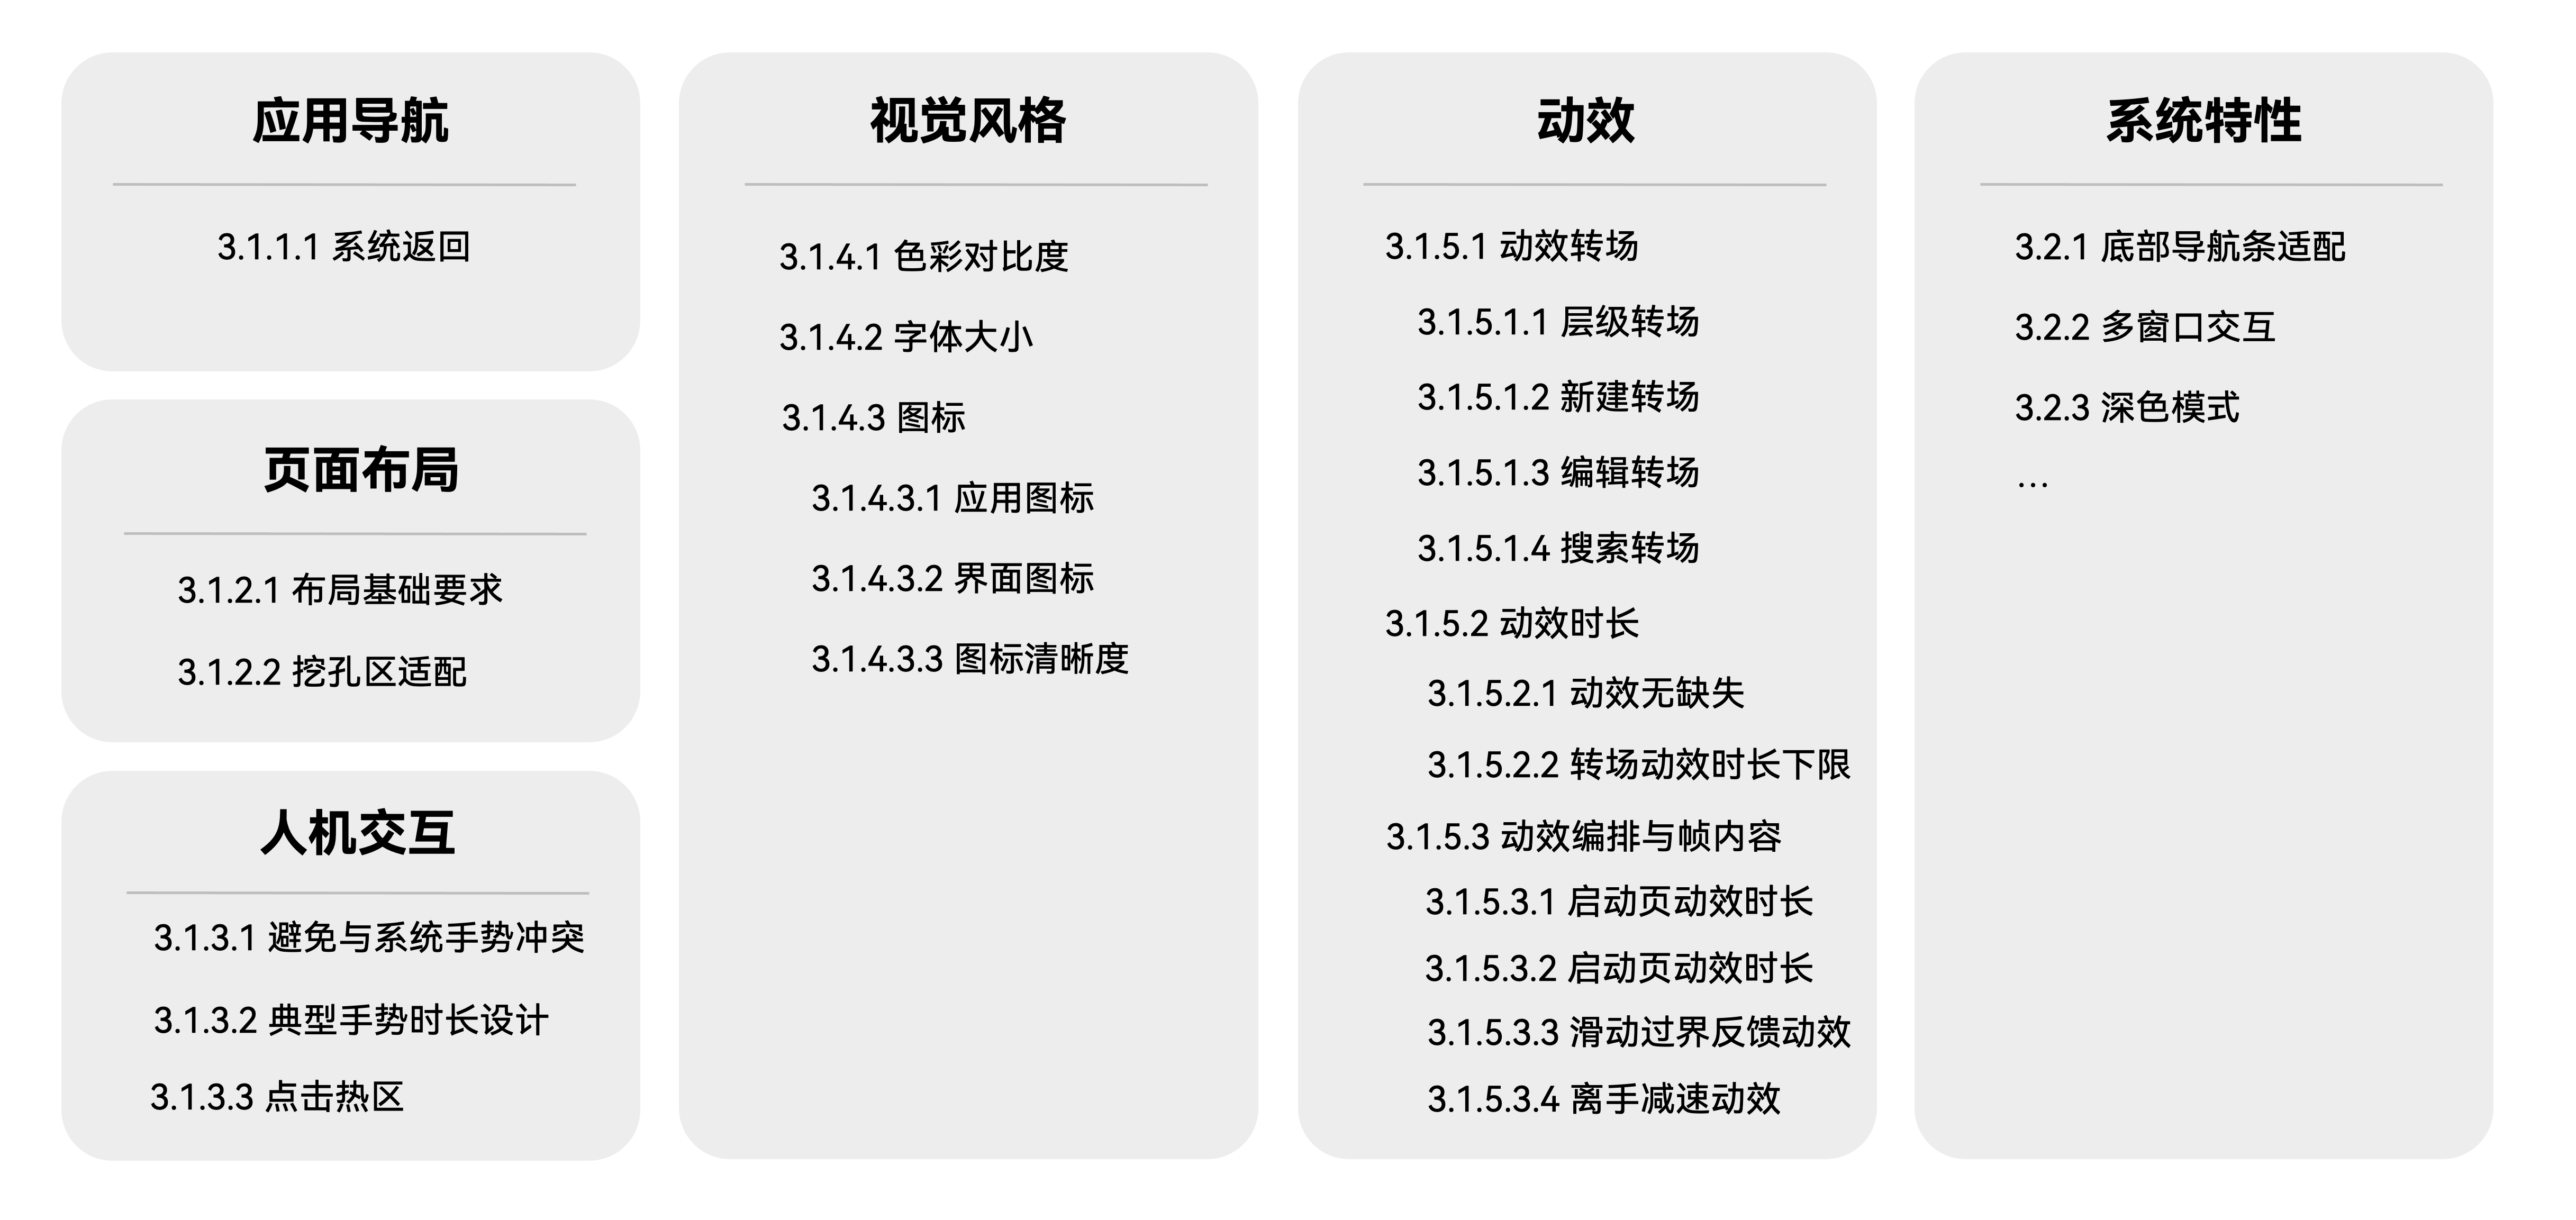 应用导航
3.1.1.1 系统返回
页面布局
3.1.2.1 布局基础要求
3.1.2.2 挖孔区适配
人机交互
3.1.3.1 避免与系统手势冲突
3.1.3.2 典型手势时长设计
3.1.3.3 点击热区
视觉风格
3.1.4.1 色彩对比度
3.1.4.2 字体大小
3.1.4.3 图标
3.1.4.3.1 应用图标
3.1.4.3.2 界面图标
3.1.4.3.3 图标清晰度
动效
3.1.5.1 动效转场
3.1.5.1.1 层级转场
3.1.5.1.2 新建转场
3.1.5.1.3 编辑转场
3.1.5.1.4 搜索转场
3.1.5.2 动效时长
3.1.5.2.1 动效无缺失
3.1.5.2.2 转场动效时长下限
3.1.5.3 动效编排与帧内容
3.1.5.3.1 启动页动效时长
3.1.5.3.2 启动页动效时长
3.1.5.3.3 滑动过界反馈动效
3.1.5.3.4 离手减速动效
系统特性
3.2.1 底部导航条适配
3.2.2 多窗口交互
3.2.3 深色模式
...